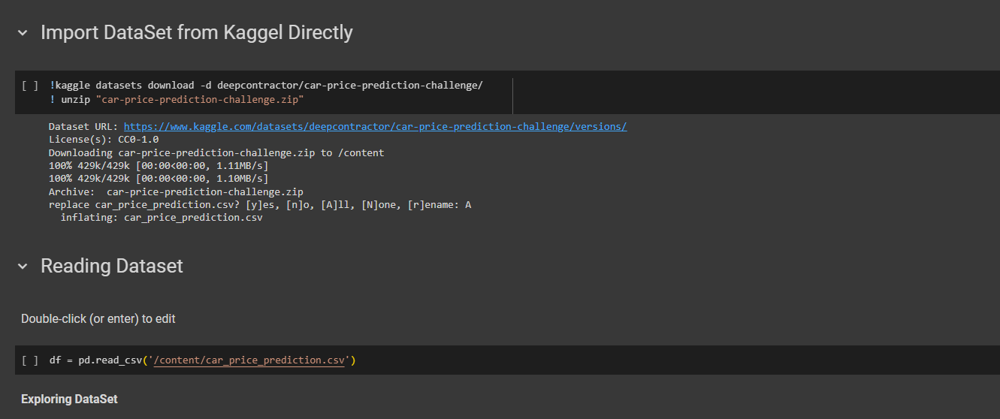 Import DataSet from Kaggel Directly
[ ] !kaggle datasets download -d deepcontractor/car-price-prediction-challenge/
! unzip "car-price-prediction-challenge.zip"
Dataset URL: https://www.kaggle.com/datasets/deepcontractor/car-price-prediction-challenge/versions/
License(s): CC0-1.0
Downloading car-price-prediction-challenge.zip to /content
100% 429k/429k [00:00<00:00, 1.11MB/s]
100% 429k/429k [00:00<00:00, 1.10MB/s]
Archive:  car-price-prediction-challenge.zip
replace car_price_prediction.csv? [y]es, [n]o, [A]ll, [N]one, [r]ename: A
  inflating: car_price_prediction.csv
Reading Dataset
Double-click (or enter) to edit
[ ] df = pd.read_csv('/content/car_price_prediction.csv')
Exploring DataSet